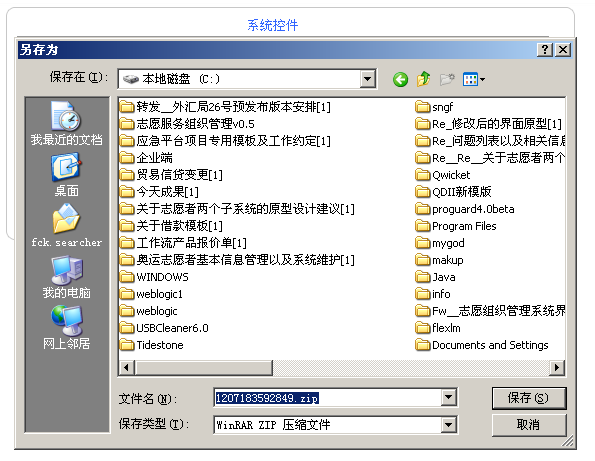 系统控件
另存为
保存在(I):
本地磁盘 (C:)
我最近的文档
桌面
fck.searcher
我的电脑
网上邻居
转发__外汇局26号预发布版本安排[1]
志愿服务组织管理v0.5
应急平台项目专用模板及工作约定[1]
企业端
贸易信贷变更[1]
今天成果[1]
关于志愿者两个子系统的原型设计建议[1]
关于借款模板[1]
工作流产品报价单[1]
奥运志愿者基本信息管理以及系统维护[1]
WINDOWS
weblogic1
weblogic
USBCleaner6.0
Tidestone
sngf
Re_修改后的界面原型[1]
Re_问题列表以及相关信息
Re__Re__关于志愿者两个
Qwicket
QDII新模版
proguard4.0beta
Program Files
mygod
makup
Java
info
Fw__志愿组织管理系统界
flexlm
Documents and Settings
文件名(N):
1207183592849.zip
保存(S)
保存类型(T):
WinRAR ZIP 压缩文件
取消